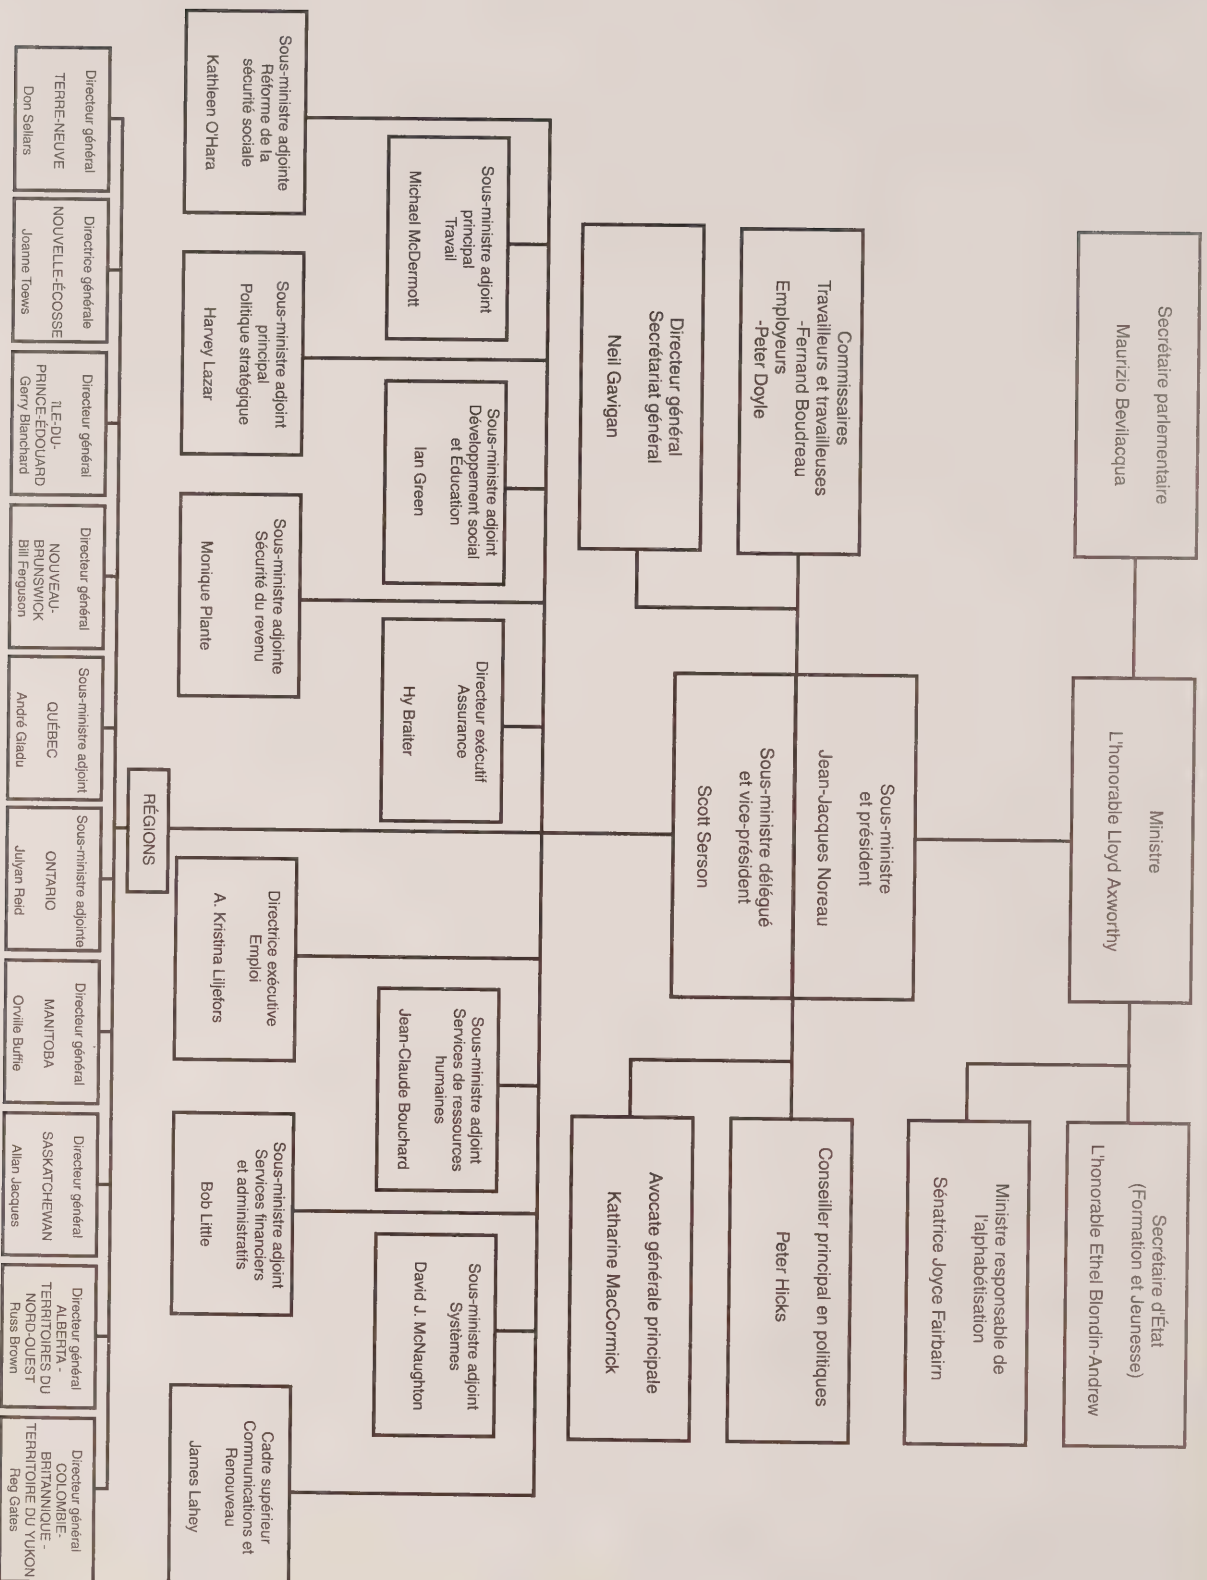 Secrétaire parlementaire
Maurizio Bevilacqua
Ministre
L'honorable Lloyd Axworthy
Secrétaire d'État
(Formation et Jeunesse)
L'honorable Ethel Blondin-Andrew
Ministre responsable de
l'alphabétisation
Sénatrice Joyce Fairbairn
Commissaires
Travailleurs et travailleuses
-Fernand Boudreau
Employeurs
-Peter Doyle
Sous-ministre
et président
Jean-Jacques Noreau
Sous-ministre délégué
et vice-président
Scott Serson
Conseiller principal en politiques
Peter Hicks
Directeur général
Secrétariat général
Neil Gavigan
Avocate générale principale
Katharine MacCormick
Sous-ministre adjoint
principal
Travail
Michael McDermott
Sous-ministre adjoint
Développement social
et Éducation
Ian Green
Directeur exécutif
Assurance
Hy Braiter
Sous-ministre adjoint
Services de ressources
humaines
Jean-Claude Bouchard
Sous-ministre adjoint
Systèmes
David J. McNaughton
Sous-ministre adjointe
Réforme de la
sécurité sociale
Kathleen O'Hara
Sous-ministre adjoint
principal
Politique stratégique
Harvey Lazar
Sous-ministre adjointe
Sécurité du revenu
Monique Plante
Directrice exécutive
Emploi
A. Kristina Liljefors
Sous-ministre adjoint
Services financiers
et administratifs
Bob Little
Cadre supérieur
Communications et
Renouveau
James Lahey
RÉGIONS
Directeur général
TERRE-NEUVE
Don Sellars
Directrice générale
NOUVELLE-ÉCOSSE
Joanne Toews
Directeur général
ÎLE-DU-
PRINCE-ÉDOUARD
Gerry Blanchard
Directeur général
NOUVEAU-
BRUNSWICK
Bill Ferguson
Sous-ministre adjoint
QUÉBEC
André Gladu
Sous-ministre adjointe
ONTARIO
Julyan Reid
Directeur général
MANITOBA
Orville Buffie
Directeur général
SASKATCHEWAN
Allan Jacques
Directeur général
ALBERTA -
TERRITOIRES DU
NORD-OUEST
Russ Brown
Directeur général
COLOMBIE-
BRITANNIQUE -
TERRITOIRE DU YUKON
Reg Gates